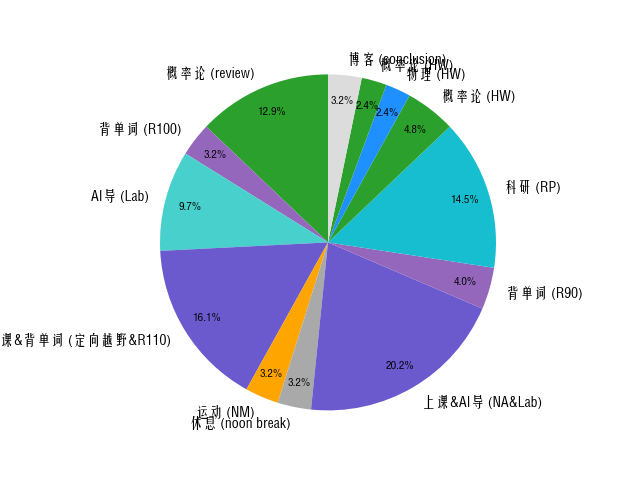 博客 (conclusion)
概率论 (HW)
物理 (HW)
概率论 (HW)
科研 (RP)
背单词 (R90)
上课&AI导 (NA&Lab)
休息 (noon break)
运动 (NM)
课&背单词 (定向越野&R110)
AI导 (Lab)
背单词 (R100)
概率论 (review)
3.2%
2.4%
2.4%
4.8%
14.5%
4.0%
20.2%
3.2%
3.2%
16.1%
9.7%
3.2%
12.9%